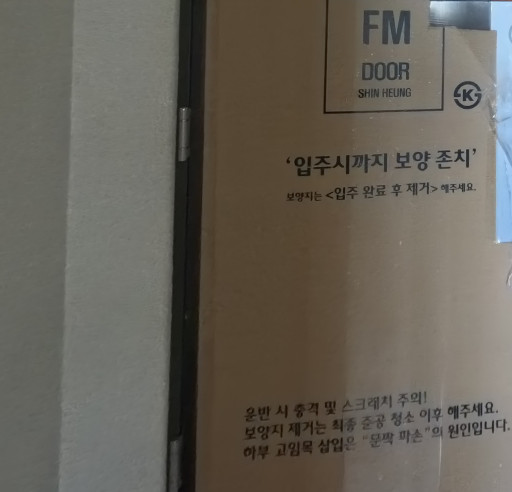 FM
DOOR
SHIN HEUNG
K
‘입주시까지 보양 존치’
보양지는 <입주 완료 후 제거> 해주세요.
운반 시 충격 및 스크래치 주의!
보양지 제거는 최종 준공 청소 이후 해주세요.
하부 고임목 삽입은 “문짝 파손”의 원인입니다.